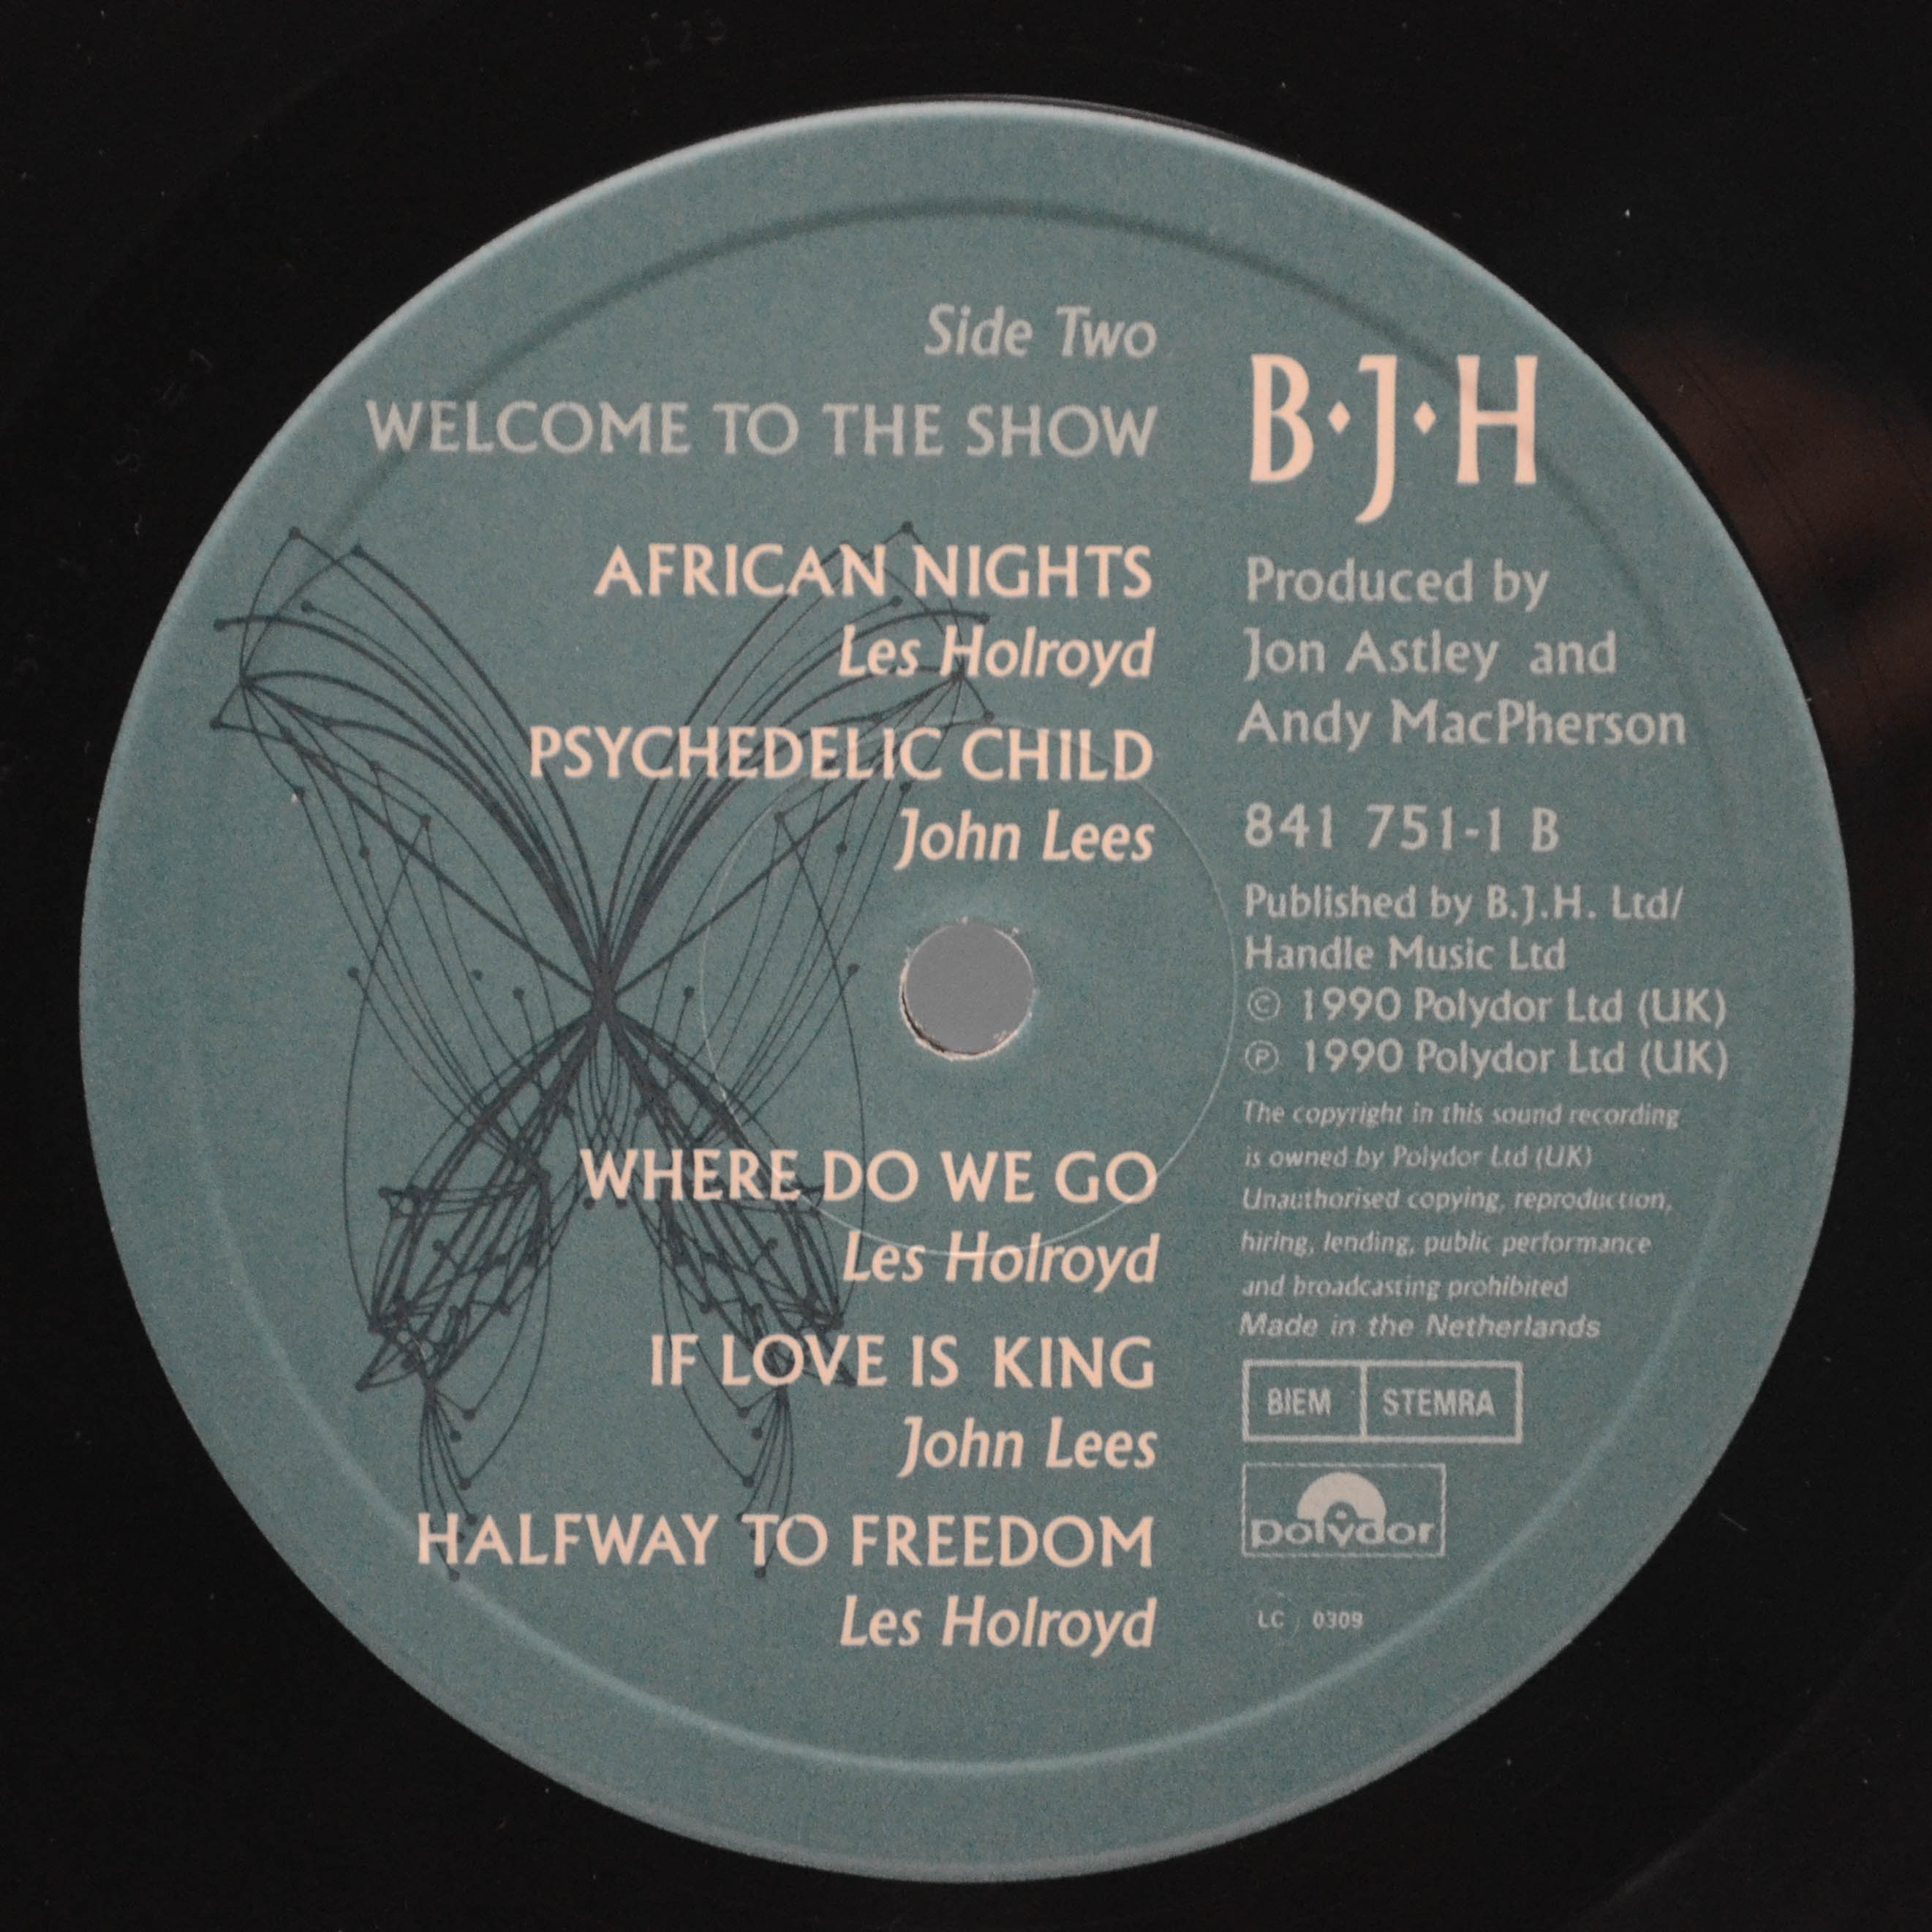 Side Two
WELCOME TO THE SHOW
AFRICAN NIGHTS
Les Holroyd
PSYCHEDELIC CHILD
John Lees
WHERE DO WE GO
Les Holroyd
IF LOVE IS KING
John Lees
HALFWAY TO FREEDOM
Les Holroyd
B·J·H
Produced by
Jon Astley and
Andy MacPherson
841 751-1 B
Published by B.J.H. Ltd/
Handle Music Ltd
© 1990 Polydor Ltd (UK)
℗ 1990 Polydor Ltd (UK)
The copyright in this sound recording
is owned by Polydor Ltd (UK)
Unauthorised copying, reproduction,
hiring, lending, public performance
and broadcasting prohibited
Made in the Netherlands
BIEM STEMRA
polydor
LC 0309